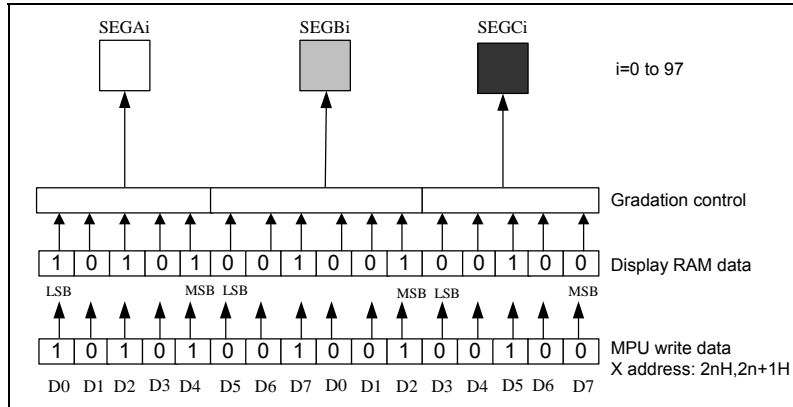 SEGAi SEGBi SEGCi
i=0 to 97
Gradation control
1 0 1 0 1 0 0 1 0 0 1 0 0 1 0 0 Display RAM data
LSB MSB LSB MSB LSB MSB
1 0 1 0 1 0 0 1 0 0 1 0 0 1 0 0 MPU write data
X address: 2nH,2n+1H
D0 D1 D2 D3 D4 D5 D6 D7 D0 D1 D2 D3 D4 D5 D6 D7